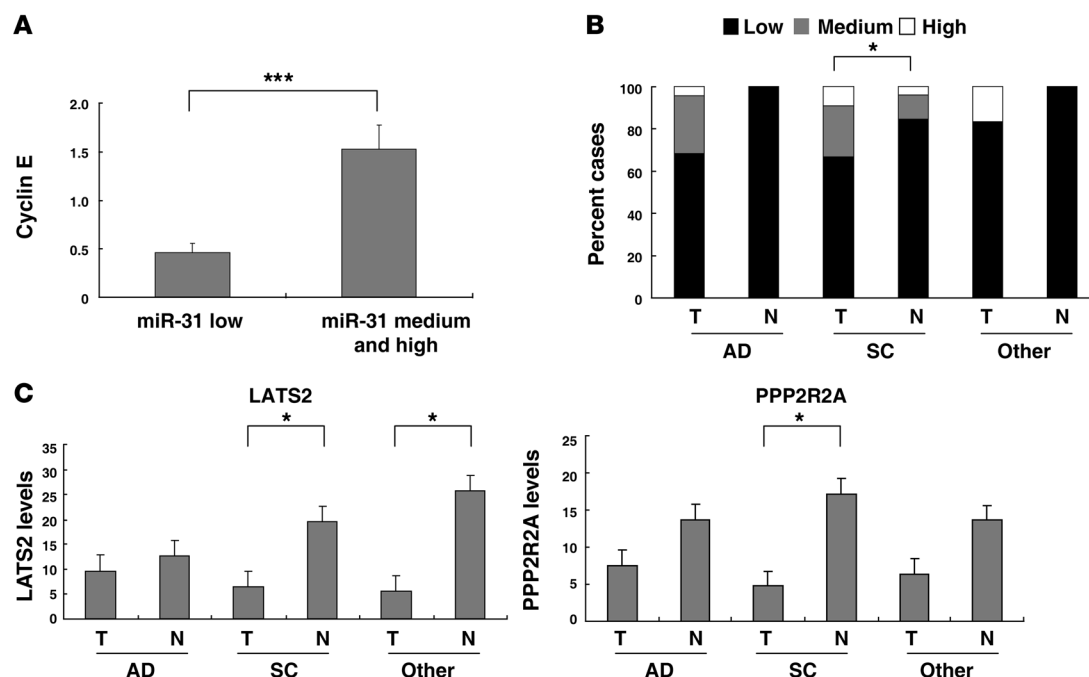 A
***
2.0
1.5
1.0
0.5
0
Cyclin E
miR-31 low
miR-31 medium
and high
B
Low Medium High
*
100
80
60
40
20
0
Percent cases
T N T N T N
AD SC Other
C
LATS2
* *
35
30
25
20
15
10
5
0
LATS2 levels
T N T N T N
AD SC Other
PPP2R2A
*
25
20
15
10
5
0
PPP2R2A levels
T N T N T N
AD SC Other